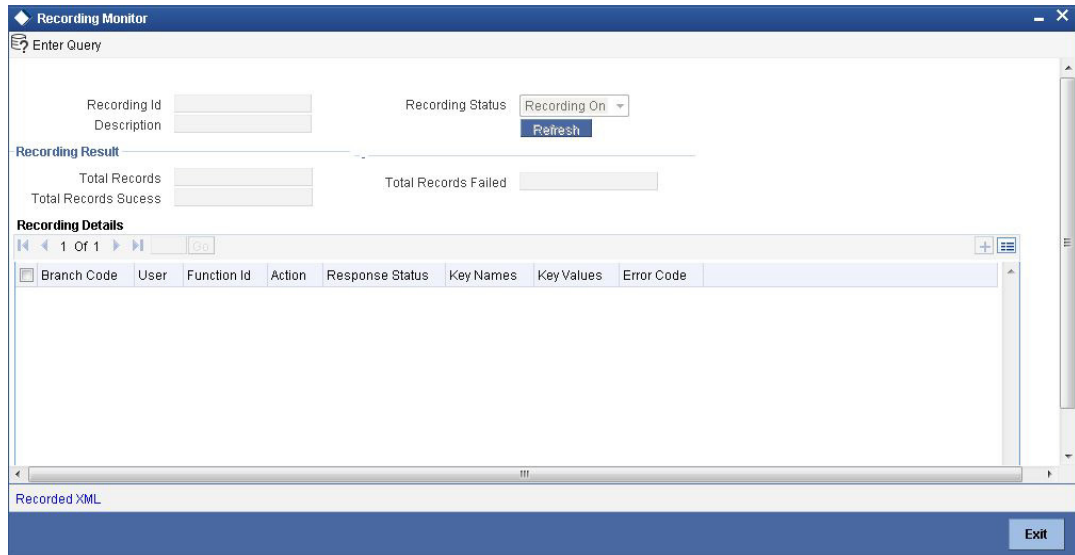 Recording Monitor
Enter Query
Recording Id
Recording Status Recording On
Description
Refresh
Recording Result
Total Records
Total Records Failed
Total Records Sucess
Recording Details
1 Of 1 Go
Branch Code User Function Id Action Response Status Key Names Key Values Error Code
Recorded XML
Exit